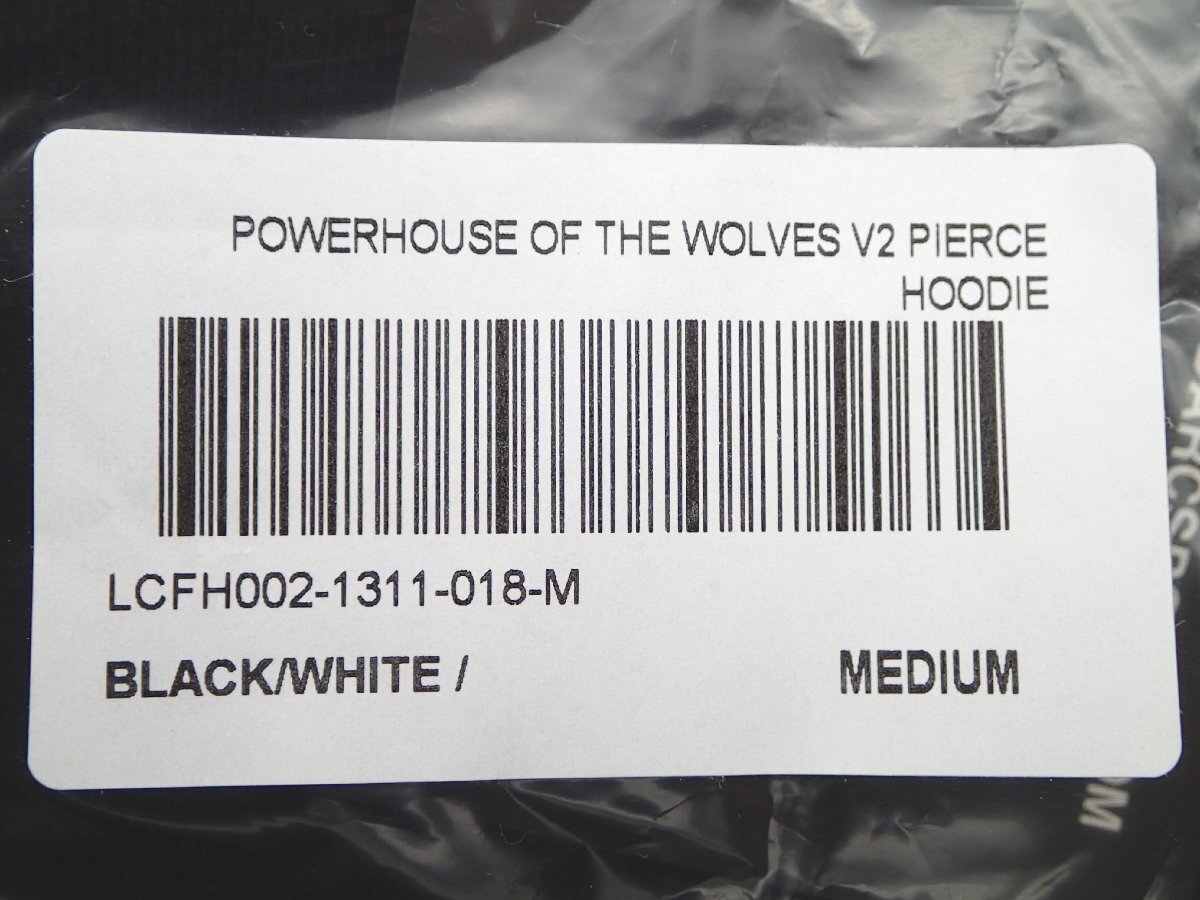 POWERHOUSE OF THE WOLVES V2 PIERCE
HOODIE
LCFH002-1311-018-M
BLACK/WHITE /
MEDIUM